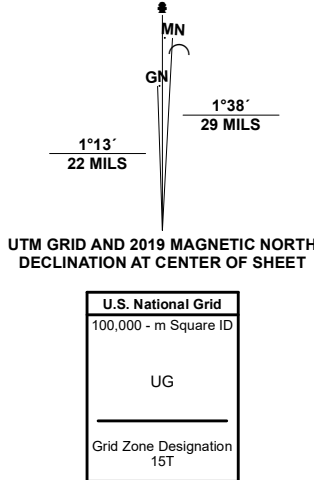 MN
GN
1°38´
29 MILS
1°13´
22 MILS
UTM GRID AND 2019 MAGNETIC NORTH
DECLINATION AT CENTER OF SHEET
U.S. National Grid
100,000 - m Square ID
UG
Grid Zone Designation
15T